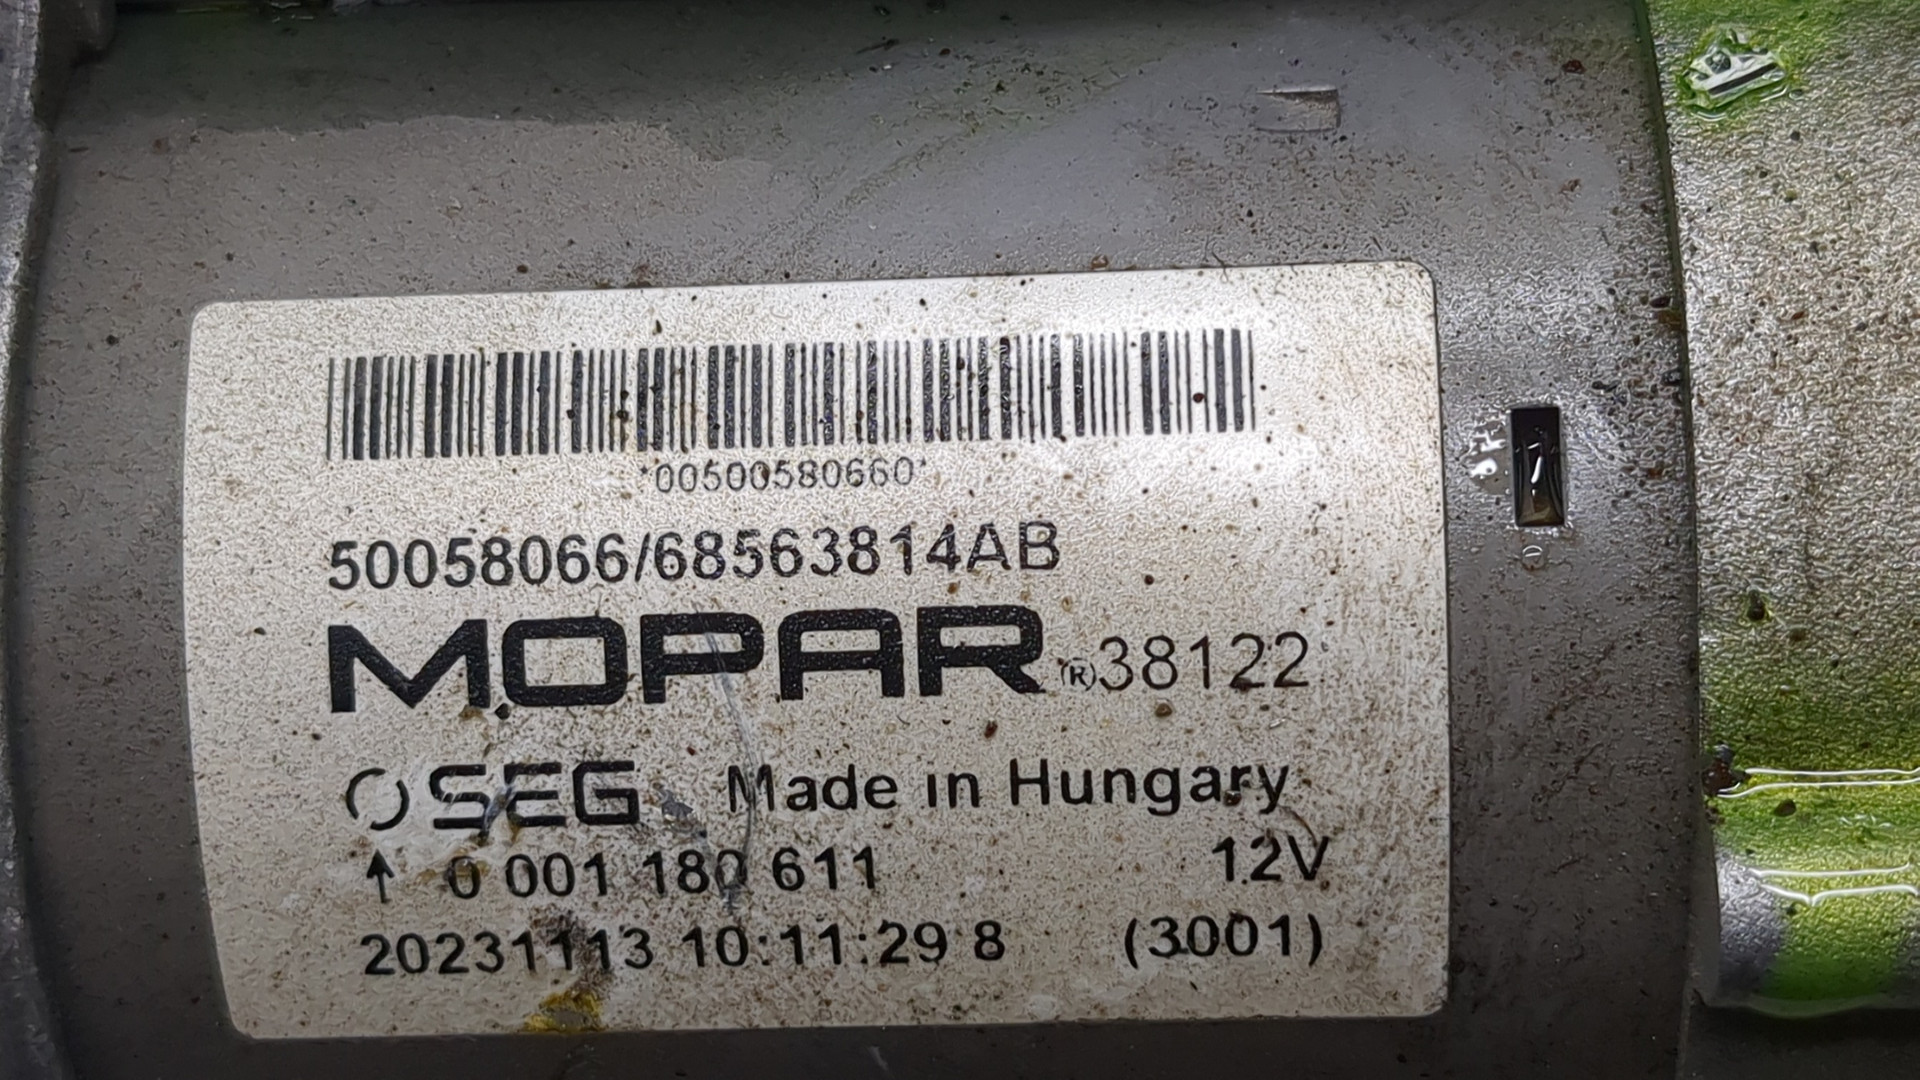 *00500580660*
50058066/68563814AB
MOPAR ®38122
SEG Made in Hungary
↑ 0 001 180 611 12V
20231113 10:11:29 8 (3001)